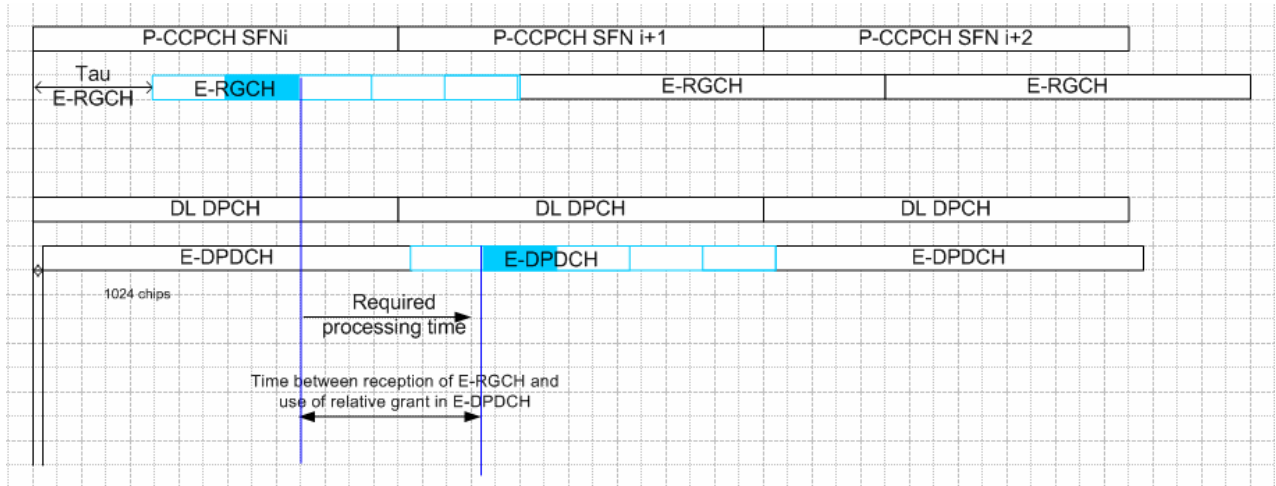 P-CCPCH SFNi
P-CCPCH SFN i+1
P-CCPCH SFN i+2
Tau
E-RGCH
E-RGCH
E-RGCH
E-RGCH
DL DPCH
DL DPCH
DL DPCH
E-DPDCH
E-DPDCH
E-DPDCH
1024 chips
Required
processing time
Time between reception of E-RGCH and
use of relative grant in E-DPDCH